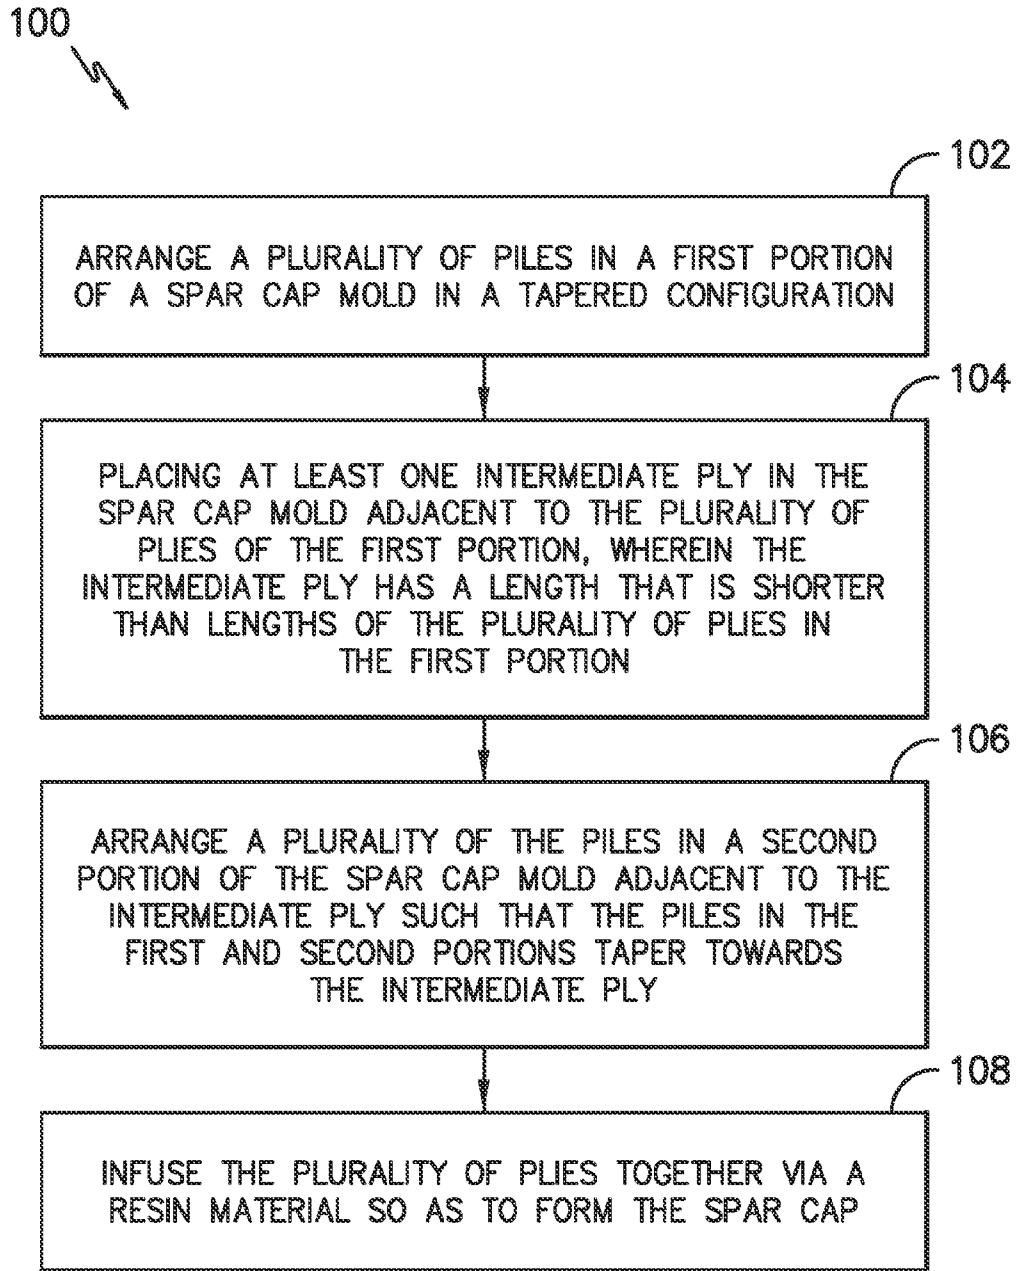 100
102
ARRANGE A PLURALITY OF PILES IN A FIRST PORTION
OF A SPAR CAP MOLD IN A TAPERED CONFIGURATION
104
PLACING AT LEAST ONE INTERMEDIATE PLY IN THE
SPAR CAP MOLD ADJACENT TO THE PLURALITY OF
PLIES OF THE FIRST PORTION, WHEREIN THE
INTERMEDIATE PLY HAS A LENGTH THAT IS SHORTER
THAN LENGTHS OF THE PLURALITY OF PLIES IN
THE FIRST PORTION
106
ARRANGE A PLURALITY OF THE PILES IN A SECOND
PORTION OF THE SPAR CAP MOLD ADJACENT TO THE
INTERMEDIATE PLY SUCH THAT THE PILES IN THE
FIRST AND SECOND PORTIONS TAPER TOWARDS
THE INTERMEDIATE PLY
108
INFUSE THE PLURALITY OF PLIES TOGETHER VIA A
RESIN MATERIAL SO AS TO FORM THE SPAR CAP